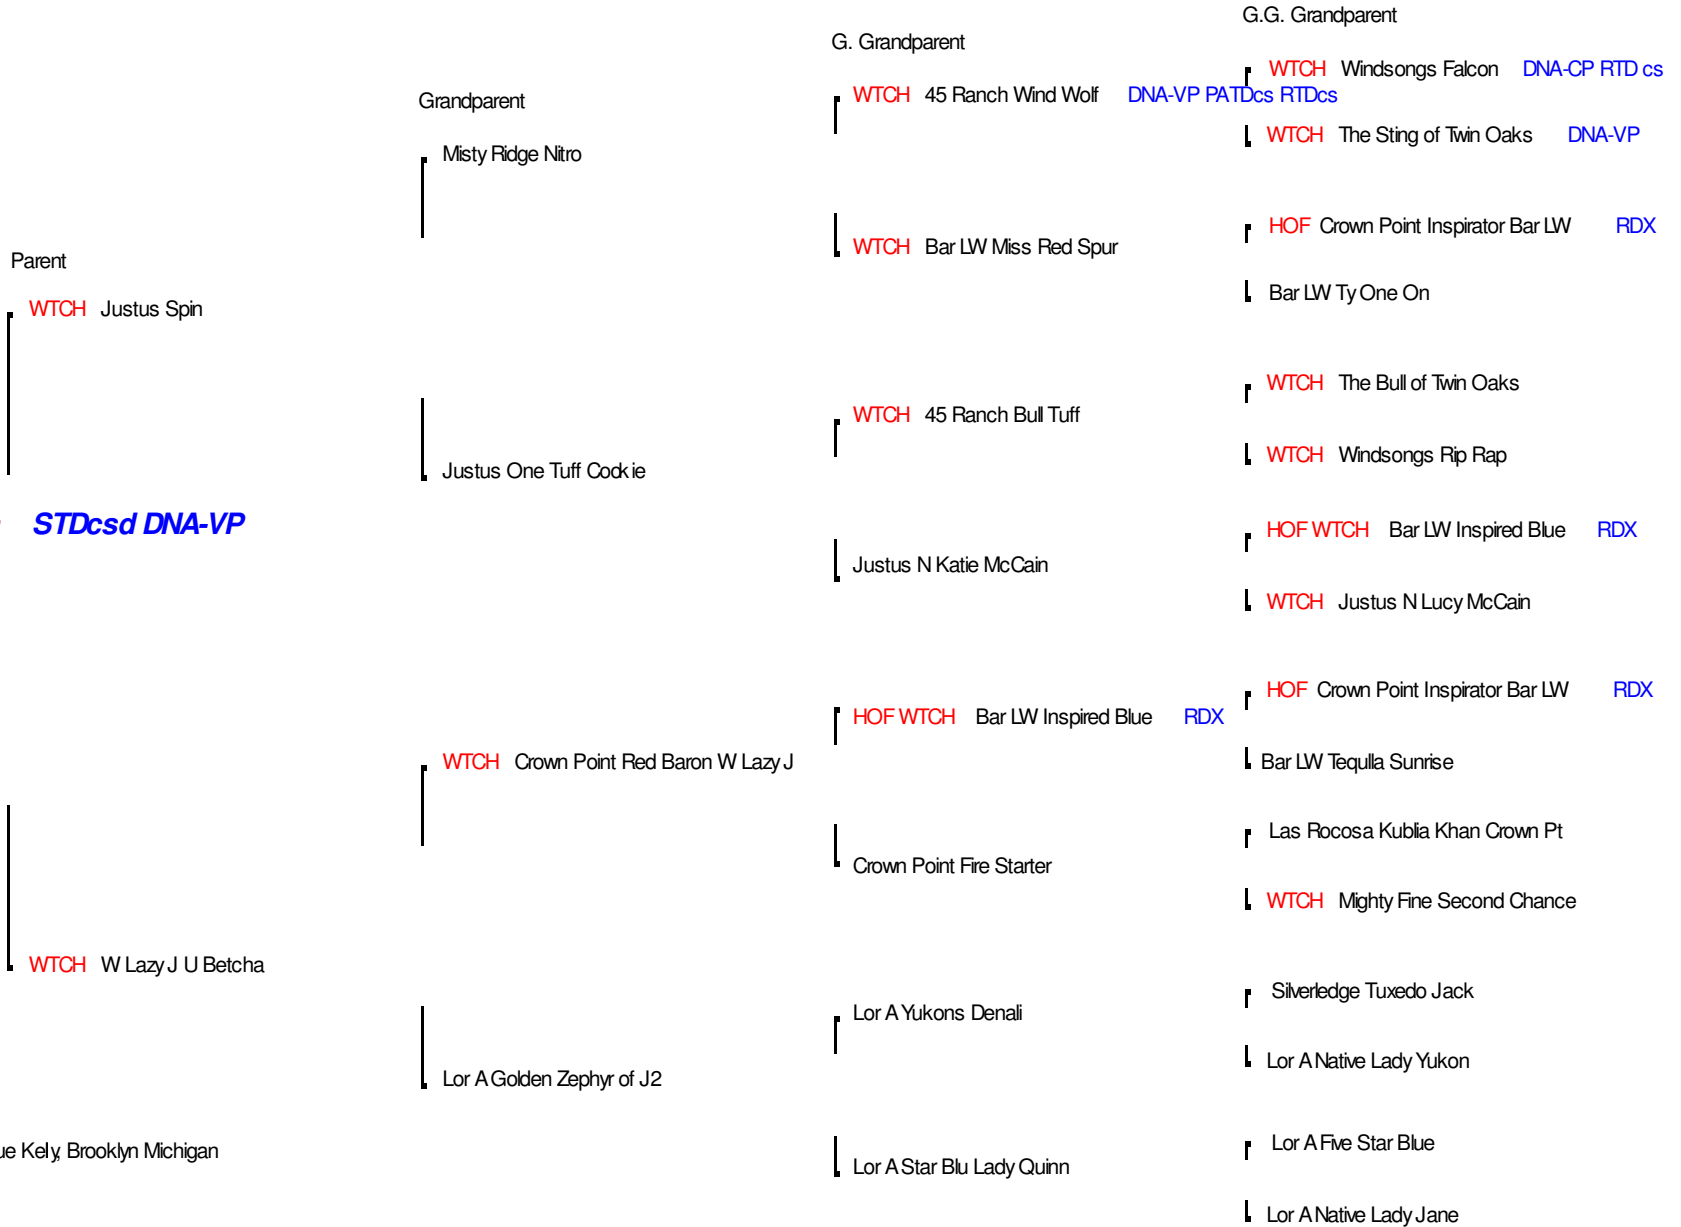 G.G. Grandparent
G. Grandparent
WTCH Windsongs Falcon DNA-CP RTD cs
Grandparent
WTCH 45 Ranch Wind Wolf DNA-VP PATDcs RTDcs
WTCH The Sting of Twin Oaks DNA-VP
Misty Ridge Nitro
HOF Crown Point Inspirator Bar LW RDX
WTCH Bar LW Miss Red Spur
Parent
Bar LW Ty One On
WTCH Justus Spin
WTCH The Bull of Twin Oaks
WTCH 45 Ranch Bull Tuff
WTCH Windsongs Rip Rap
Justus One Tuff Cookie
STDcsd DNA-VP
HOF WTCH Bar LW Inspired Blue RDX
Justus N Katie McCain
WTCH Justus N Lucy McCain
HOF Crown Point Inspirator Bar LW RDX
HOF WTCH Bar LW Inspired Blue RDX
WTCH Crown Point Red Baron W Lazy J
Bar LW Tequlla Sunrise
Las Rocosa Kublia Khan Crown Pt
Crown Point Fire Starter
WTCH Mighty Fine Second Chance
WTCH W Lazy J U Betcha
Silverledge Tuxedo Jack
Lor A Yukons Denali
Lor A Native Lady Yukon
Lor A Golden Zephyr of J2
Lor A Five Star Blue
ue Kely, Brooklyn Michigan
Lor A Star Blu Lady Quinn
Lor A Native Lady Jane